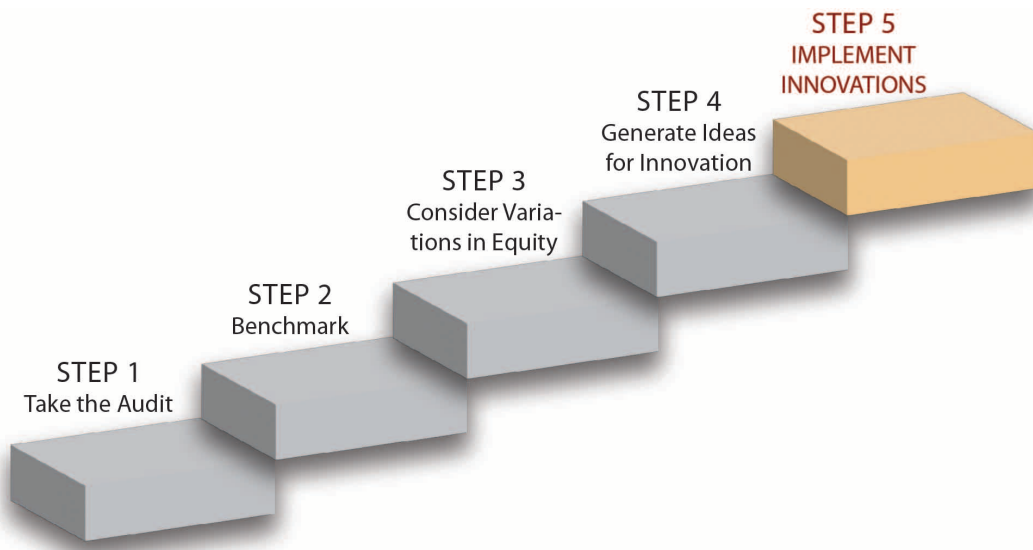 STEP 1
Take the Audit
STEP 2
Benchmark
STEP 3
Consider Varia-
tions in Equity
STEP 4
Generate Ideas
for Innovation
STEP 5
IMPLEMENT
INNOVATIONS